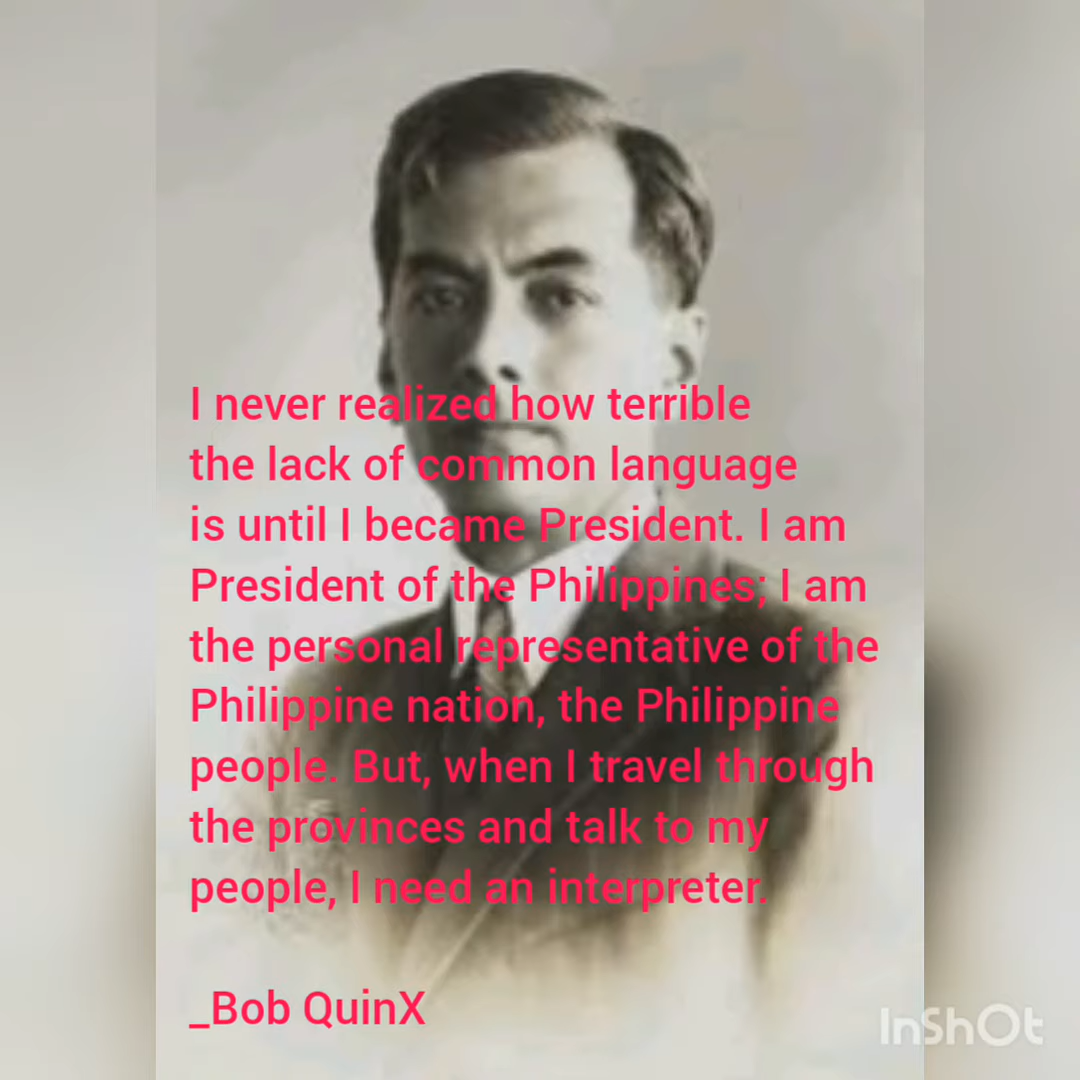 I never realized how terrible
the lack of common language
is until I became President. I am
President of the Philippines; I am
the personal representative of the
Philippine nation, the Philippine
people. But, when I travel through
the provinces and talk to my
people, I need an interpreter.
_Bob QuinX
InShOt